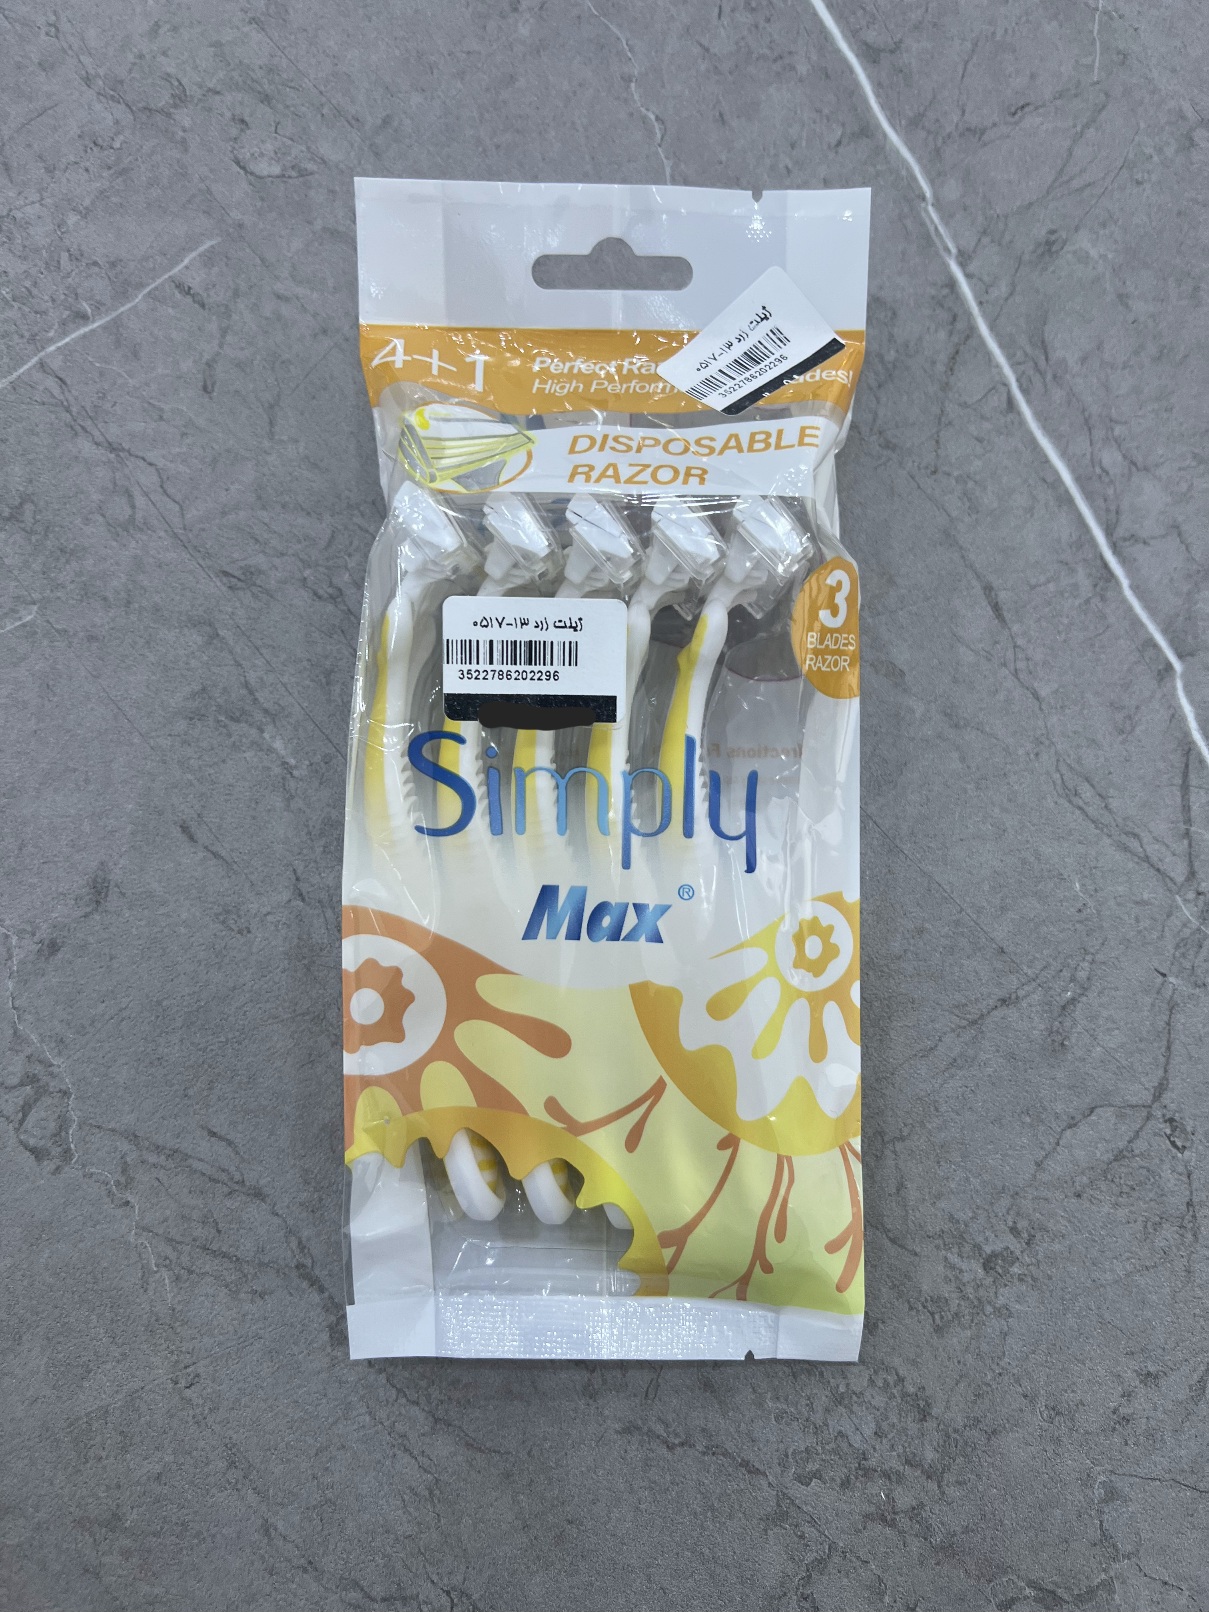 ژیلت زرد ۱۳-۰۵۱۷
3522786202296
4+1
Perfect
High
DISPOSABLE
RAZOR
3
BLADES
RAZOR
ژیلت زرد ۱۳-۰۵۱۷
3522786202296
Simply
Max®